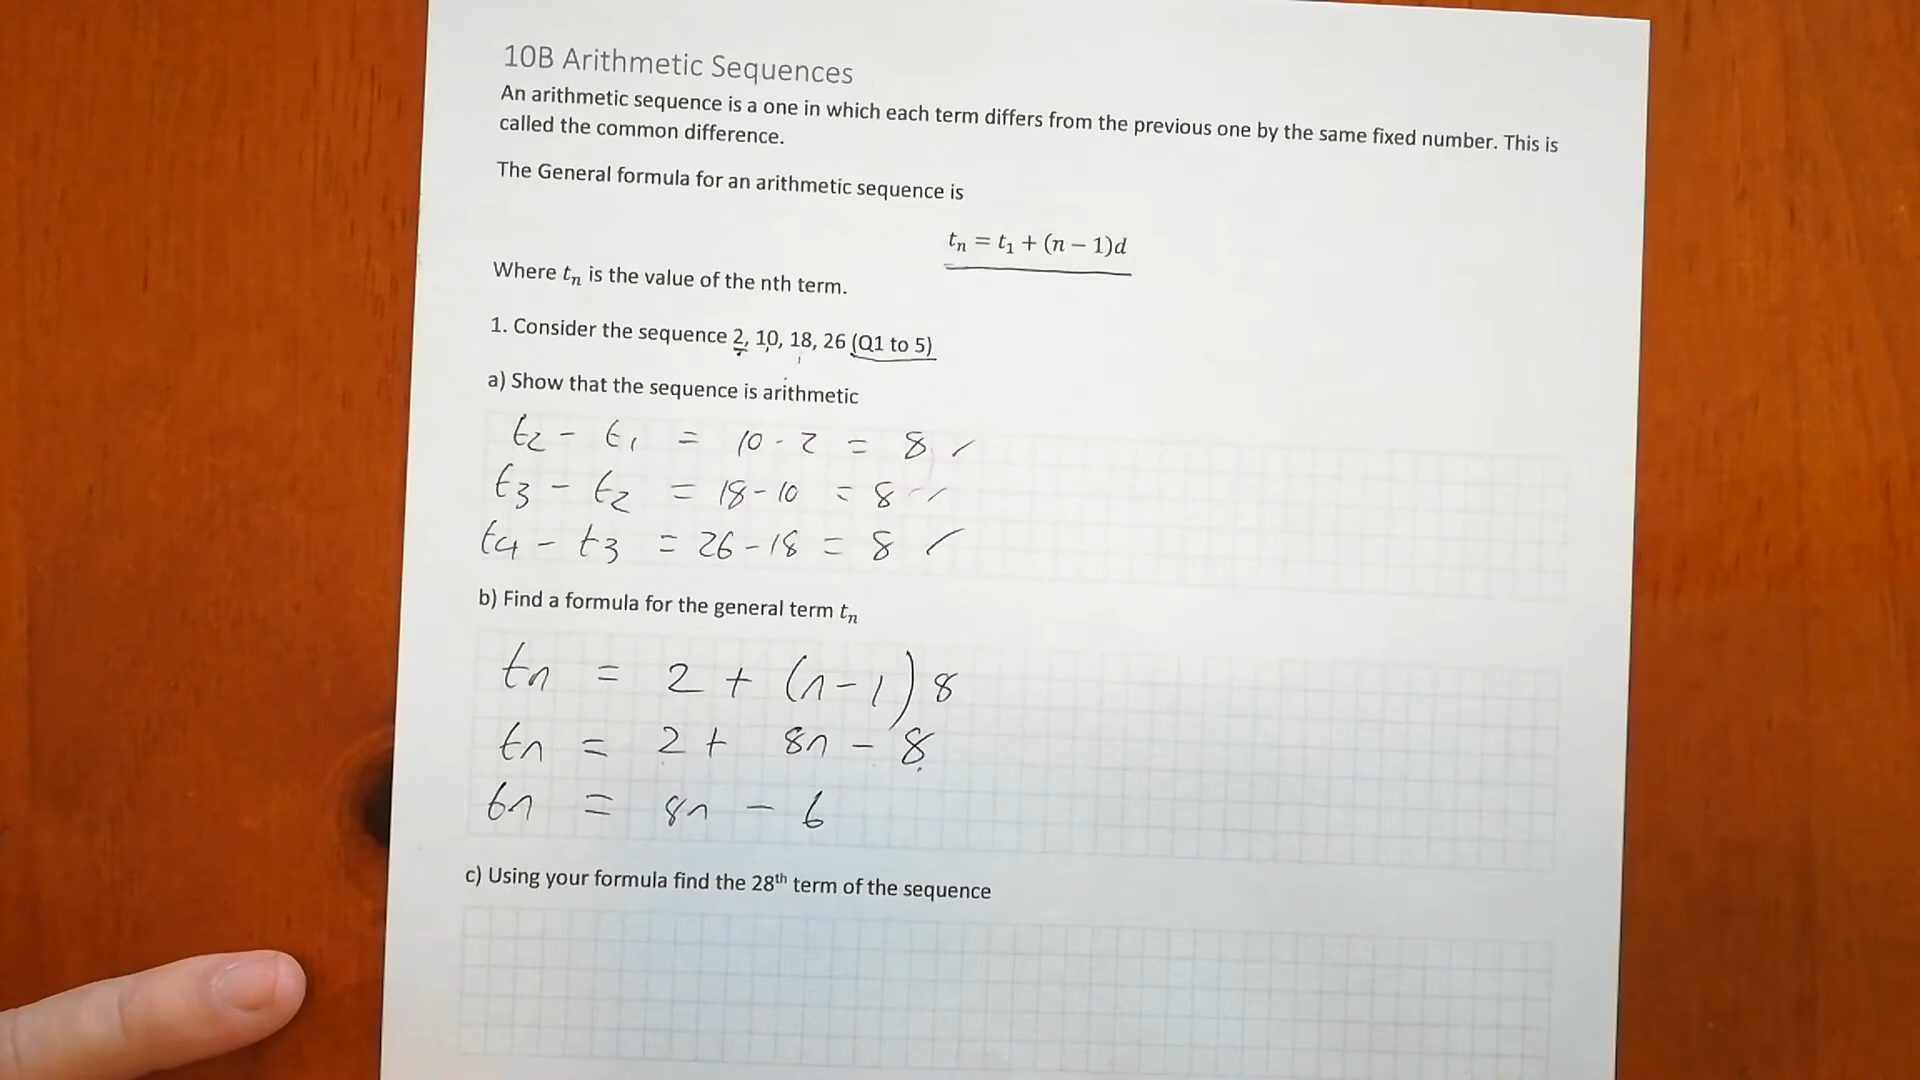 10B Arithmetic Sequences
An arithmetic sequence is a one in which each term differs from the previous one by the same fixed number. This is
called the common difference.
The General formula for an arithmetic sequence is
tₙ = t₁ + (n − 1)d
Where tₙ is the value of the nth term.
1. Consider the sequence 2, 10, 18, 26 (Q1 to 5)
a) Show that the sequence is arithmetic
t₂ - t₁ = 10 - 2 = 8 ✓
t₃ - t₂ = 18 - 10 = 8 ✓
t₄ - t₃ = 26 - 18 = 8 ✓
b) Find a formula for the general term tₙ
tₙ = 2 + (n-1) 8
tₙ = 2 + 8n - 8
tₙ = 8n - 6
c) Using your formula find the 28ᵗʰ term of the sequence